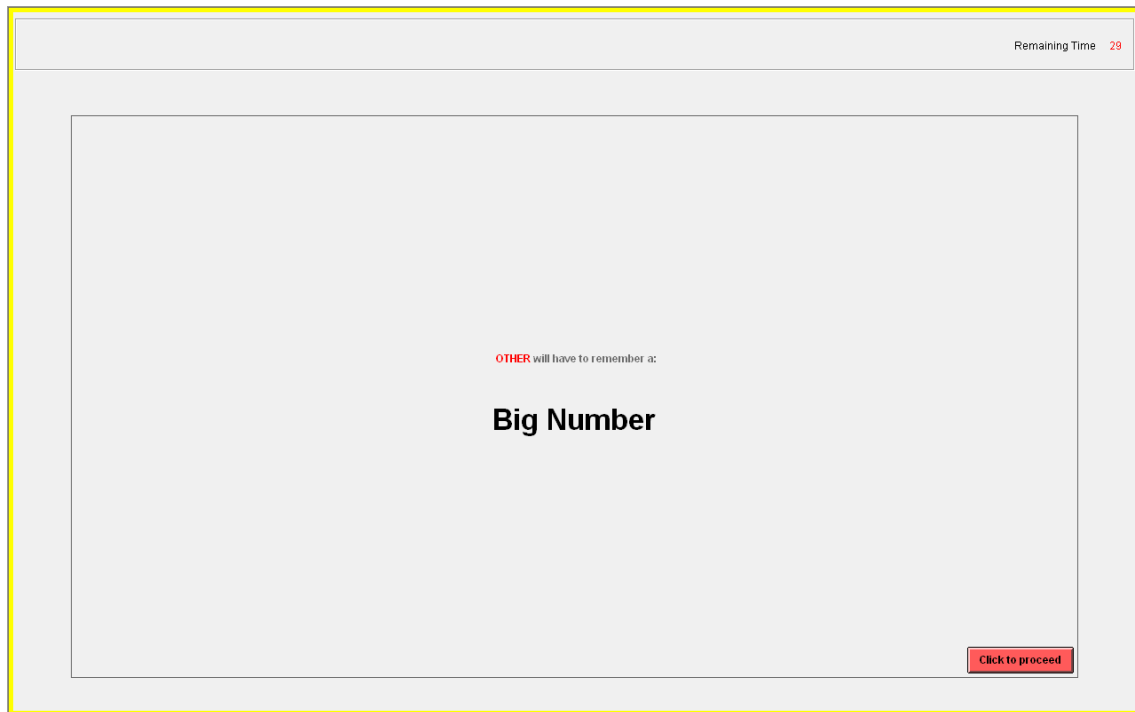 Remaining Time 29
OTHER will have to remember a:
Big Number
Click to proceed